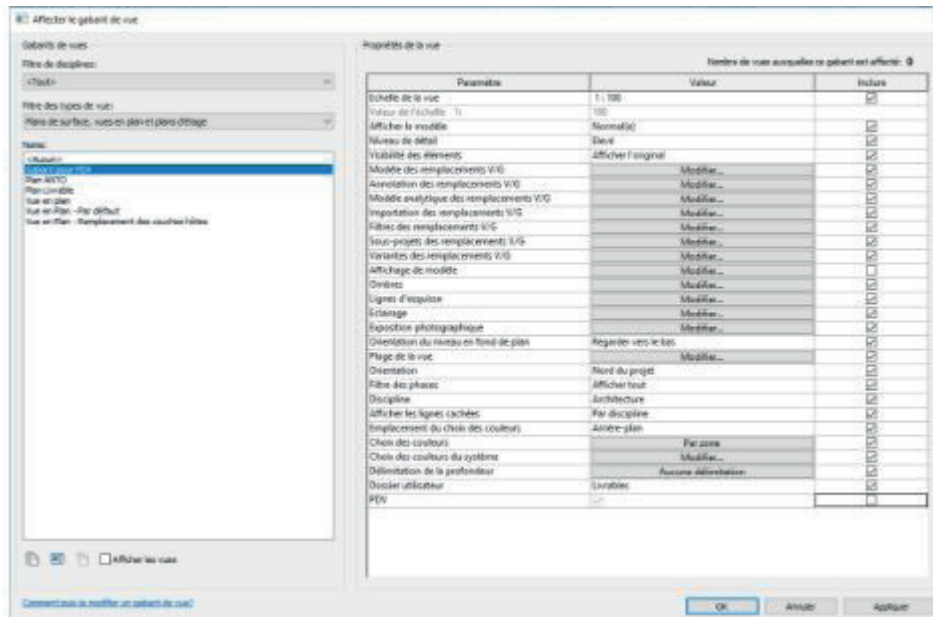 Affecter le gabarit de vue
Gabarits de vues
Filtre de disciplines:
<Tout>
Filtre des types de vue:
Plans de surface, vues en plan et plans d'étage
Name:
<Aucun>
Gabarit pour PEN
Plan ANTO
Plan Livrable
Vue en plan
Vue en Plan - Par défaut
Vue en Plan - Remplacement des couches hôtes
Afficher les vues
Comment puis-je modifier un gabarit de vue?
Propriétés de la vue
Nombre de vues auxquelles ce gabarit est affecté: 0
Paramètre Valeur Inclure
Echelle de la vue 1 : 100
Valeur de l'échelle 1: 100
Afficher le modèle Normal(e)
Niveau de détail Elevé
Visibilité des éléments Afficher l'original
Modèle des remplacements V/G Modifier...
Annotation des remplacements V/G Modifier...
Modèle analytique des remplacements V/G Modifier...
Importation des remplacements V/G Modifier...
Filtres des remplacements V/G Modifier...
Sous-projets des remplacements V/G Modifier...
Variantes des remplacements V/G Modifier...
Affichage de modèle Modifier...
Ombres Modifier...
Lignes d'esquisse Modifier...
Eclairage Modifier...
Exposition photographique Modifier...
Orientation du niveau en fond de plan Regarder vers le bas
Plage de la vue Modifier...
Orientation Nord du projet
Filtre des phases Afficher tout
Discipline Architecture
Afficher les lignes cachées Par discipline
Emplacement du choix des couleurs Arrière-plan
Choix des couleurs Par zone
Choix des couleurs du système Modifier...
Délimitation de la profondeur Aucune délimitation
Dossier utilisateur Livrables
PEN
OK Annuler Appliquer